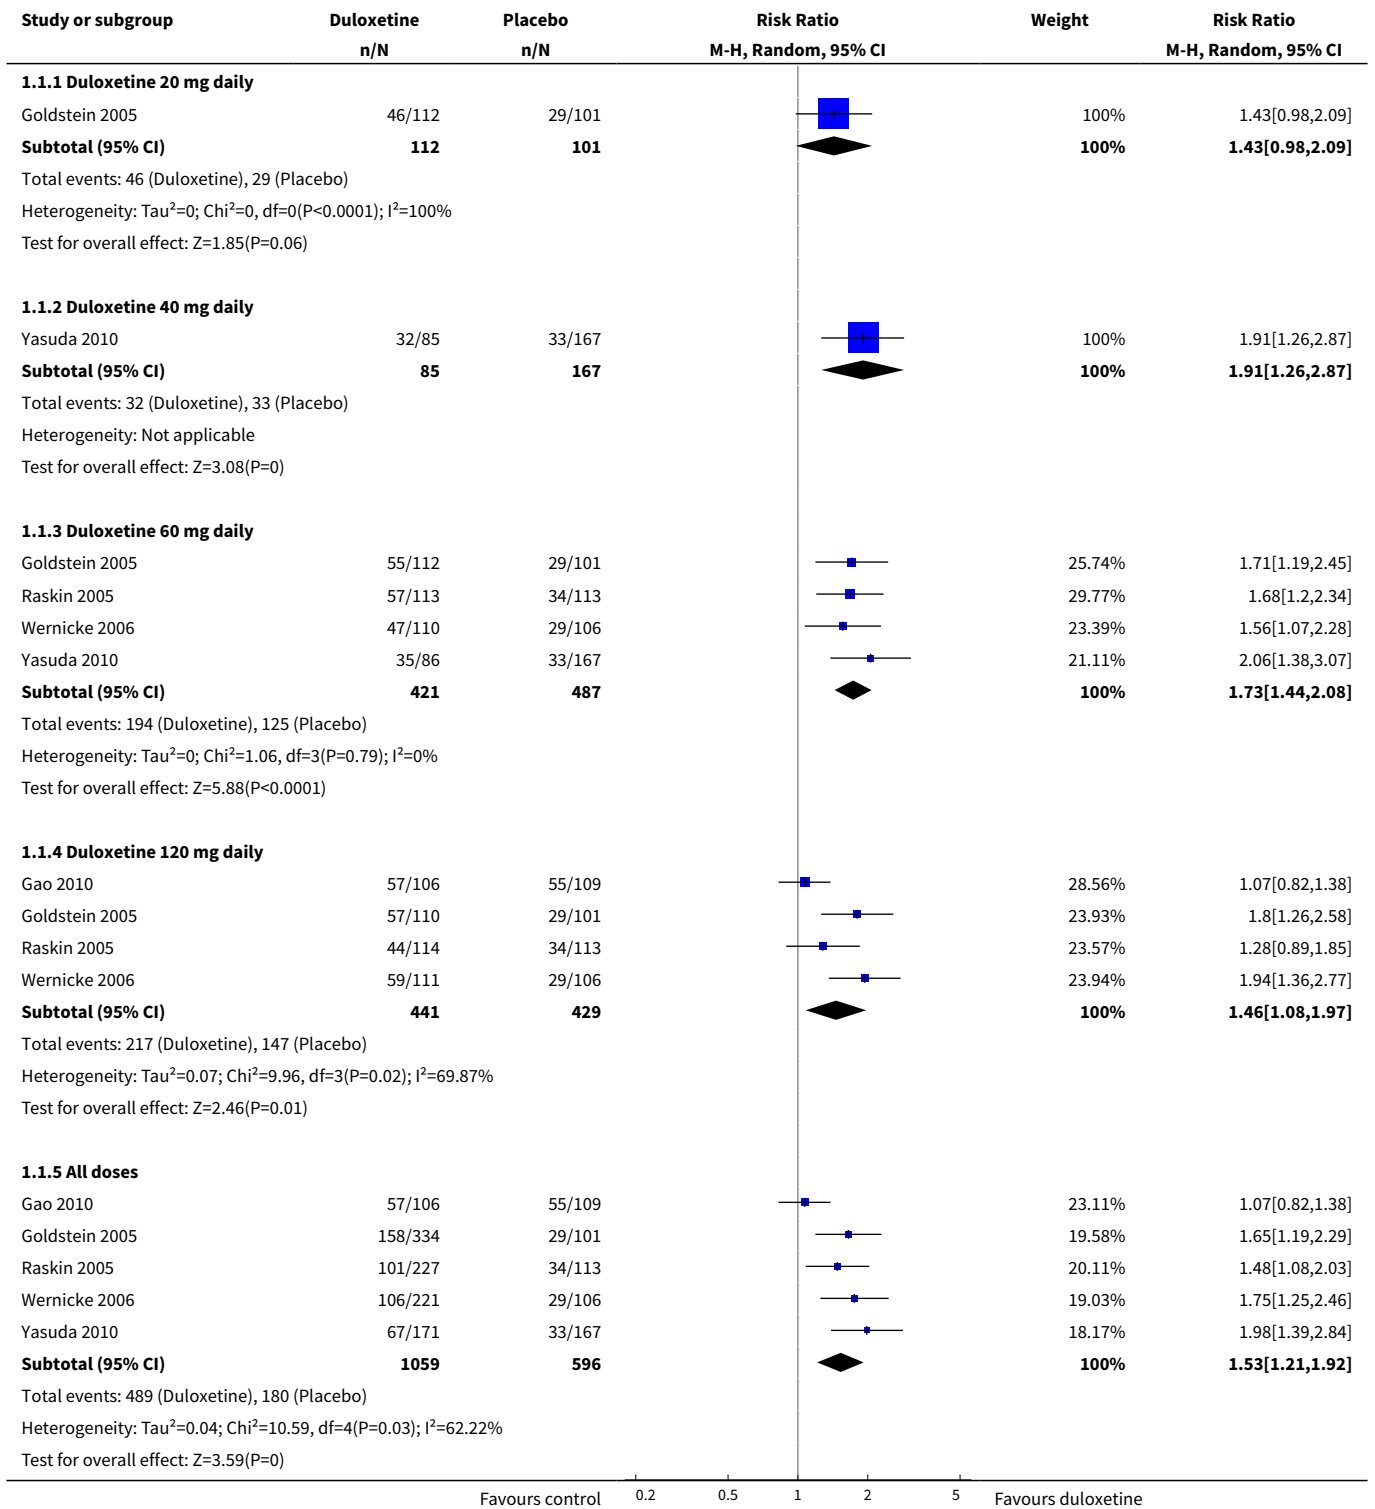 Study or subgroup Duloxetine Placebo Risk Ratio Weight Risk Ratio
n/N n/N M-H, Random, 95% CI M-H, Random, 95% CI
1.1.1 Duloxetine 20 mg daily
Goldstein 2005 46/112 29/101 100% 1.43[0.98,2.09]
Subtotal (95% CI) 112 101 100% 1.43[0.98,2.09]
Total events: 46 (Duloxetine), 29 (Placebo)
Heterogeneity: Tau²=0; Chi²=0, df=0(P<0.0001); I²=100%
Test for overall effect: Z=1.85(P=0.06)
1.1.2 Duloxetine 40 mg daily
Yasuda 2010 32/85 33/167 100% 1.91[1.26,2.87]
Subtotal (95% CI) 85 167 100% 1.91[1.26,2.87]
Total events: 32 (Duloxetine), 33 (Placebo)
Heterogeneity: Not applicable
Test for overall effect: Z=3.08(P=0)
1.1.3 Duloxetine 60 mg daily
Goldstein 2005 55/112 29/101 25.74% 1.71[1.19,2.45]
Raskin 2005 57/113 34/113 29.77% 1.68[1.2,2.34]
Wernicke 2006 47/110 29/106 23.39% 1.56[1.07,2.28]
Yasuda 2010 35/86 33/167 21.11% 2.06[1.38,3.07]
Subtotal (95% CI) 421 487 100% 1.73[1.44,2.08]
Total events: 194 (Duloxetine), 125 (Placebo)
Heterogeneity: Tau²=0; Chi²=1.06, df=3(P=0.79); I²=0%
Test for overall effect: Z=5.88(P<0.0001)
1.1.4 Duloxetine 120 mg daily
Gao 2010 57/106 55/109 28.56% 1.07[0.82,1.38]
Goldstein 2005 57/110 29/101 23.93% 1.8[1.26,2.58]
Raskin 2005 44/114 34/113 23.57% 1.28[0.89,1.85]
Wernicke 2006 59/111 29/106 23.94% 1.94[1.36,2.77]
Subtotal (95% CI) 441 429 100% 1.46[1.08,1.97]
Total events: 217 (Duloxetine), 147 (Placebo)
Heterogeneity: Tau²=0.07; Chi²=9.96, df=3(P=0.02); I²=69.87%
Test for overall effect: Z=2.46(P=0.01)
1.1.5 All doses
Gao 2010 57/106 55/109 23.11% 1.07[0.82,1.38]
Goldstein 2005 158/334 29/101 19.58% 1.65[1.19,2.29]
Raskin 2005 101/227 34/113 20.11% 1.48[1.08,2.03]
Wernicke 2006 106/221 29/106 19.03% 1.75[1.25,2.46]
Yasuda 2010 67/171 33/167 18.17% 1.98[1.39,2.84]
Subtotal (95% CI) 1059 596 100% 1.53[1.21,1.92]
Total events: 489 (Duloxetine), 180 (Placebo)
Heterogeneity: Tau²=0.04; Chi²=10.59, df=4(P=0.03); I²=62.22%
Test for overall effect: Z=3.59(P=0)
Favours control 0.2 0.5 1 2 5 Favours duloxetine